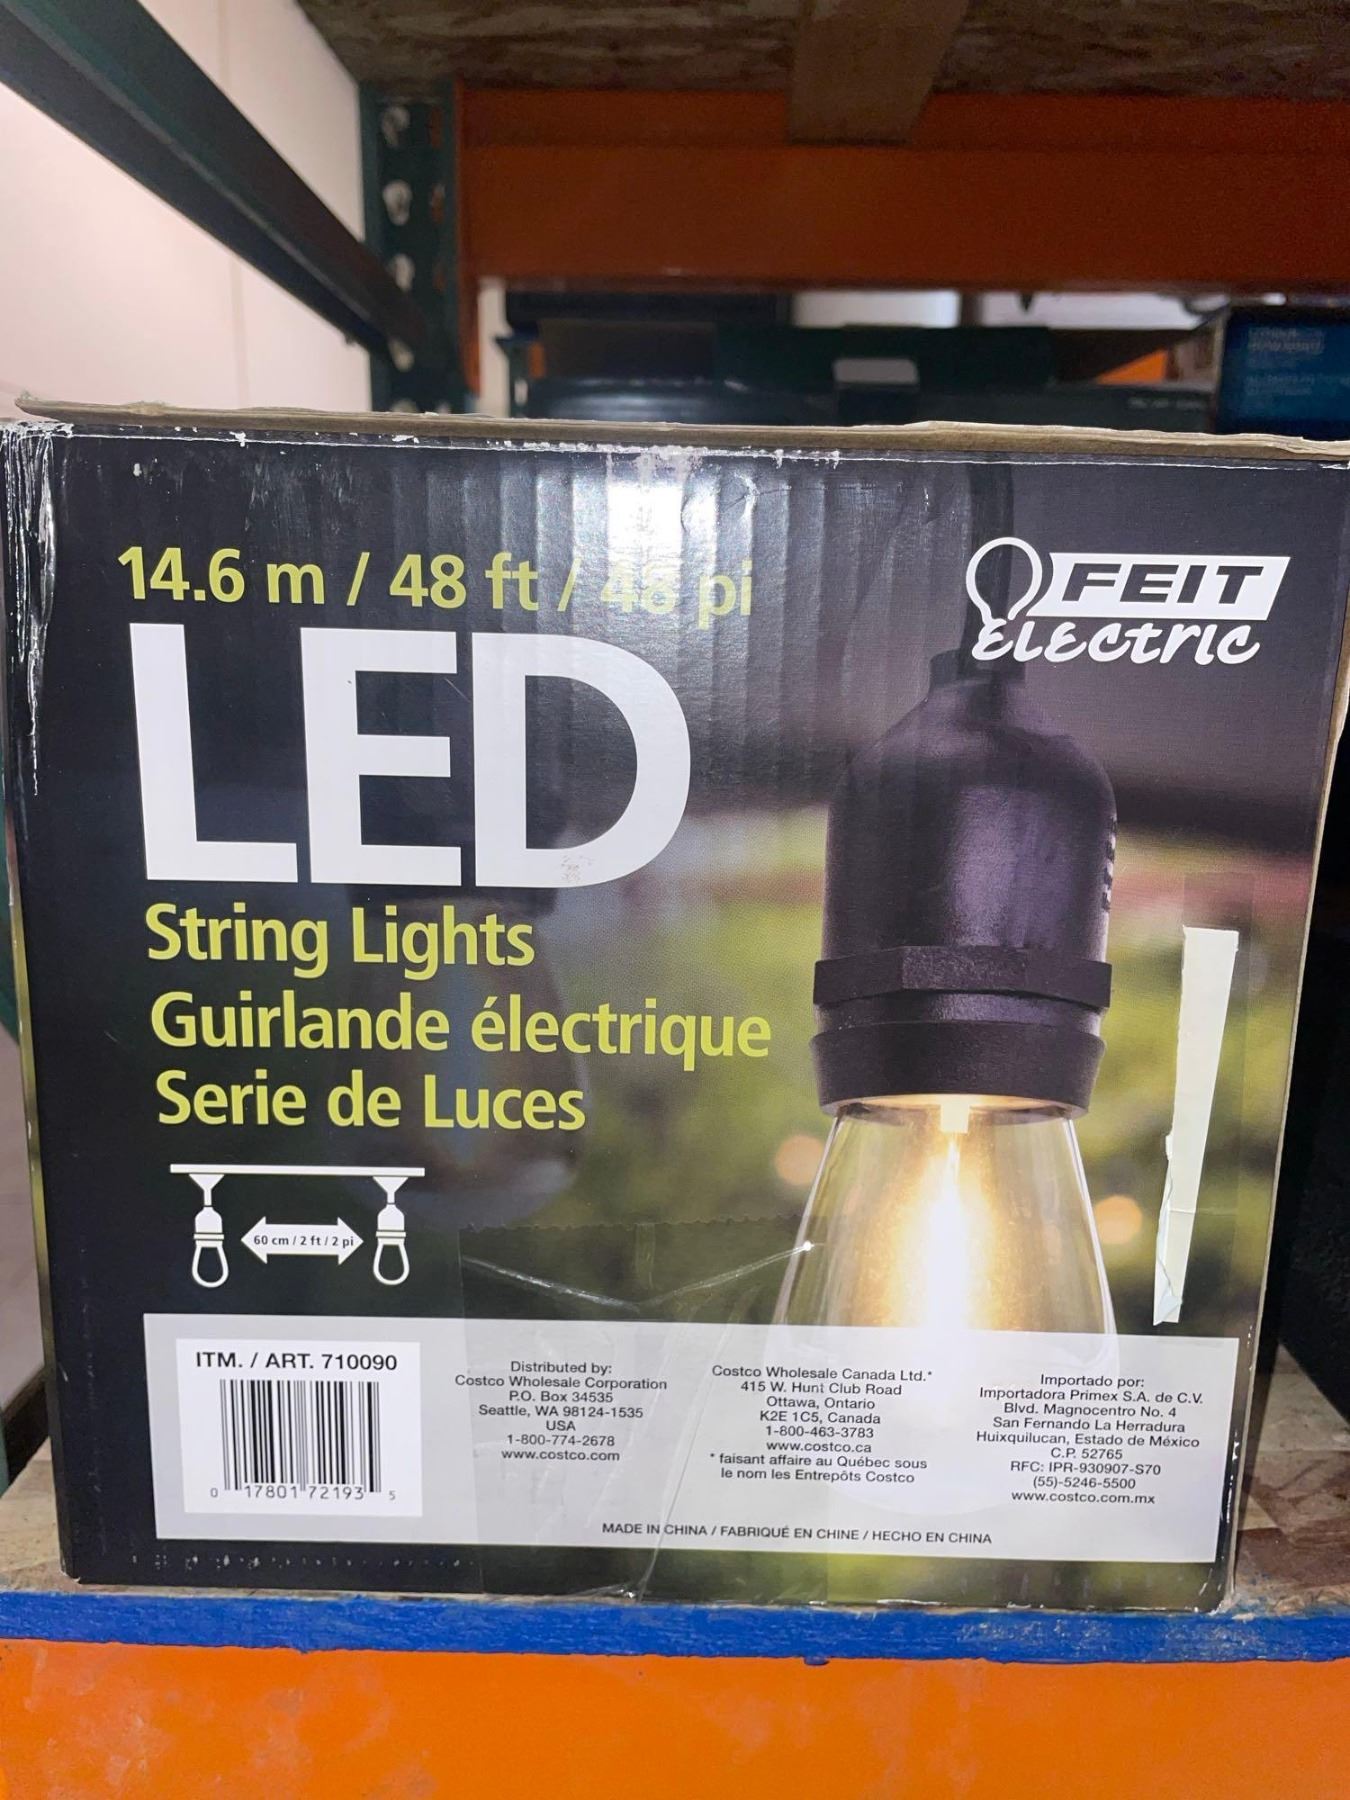 14.6 m / 48 ft / 48 pi
FEIT
ELECTRIC
LED
String Lights
Guirlande électrique
Serie de Luces
60 cm / 2 ft / 2 pi
ITM. / ART. 710090
0 17801 72193 5
Distributed by:
Costco Wholesale Corporation
P.O. Box 34535
Seattle, WA 98124-1535
USA
1-800-774-2678
www.costco.com
Costco Wholesale Canada Ltd.*
415 W. Hunt Club Road
Ottawa, Ontario
K2E 1C5, Canada
1-800-463-3783
www.costco.ca
* faisant affaire au Québec sous
le nom les Entrepôts Costco
Importado por:
Importadora Primex S.A. de C.V.
Blvd. Magnocentro No. 4
San Fernando La Herradura
Huixquilucan, Estado de México
C.P. 52765
RFC: IPR-930907-S70
(55)-5246-5500
www.costco.com.mx
MADE IN CHINA / FABRIQUÉ EN CHINE / HECHO EN CHINA